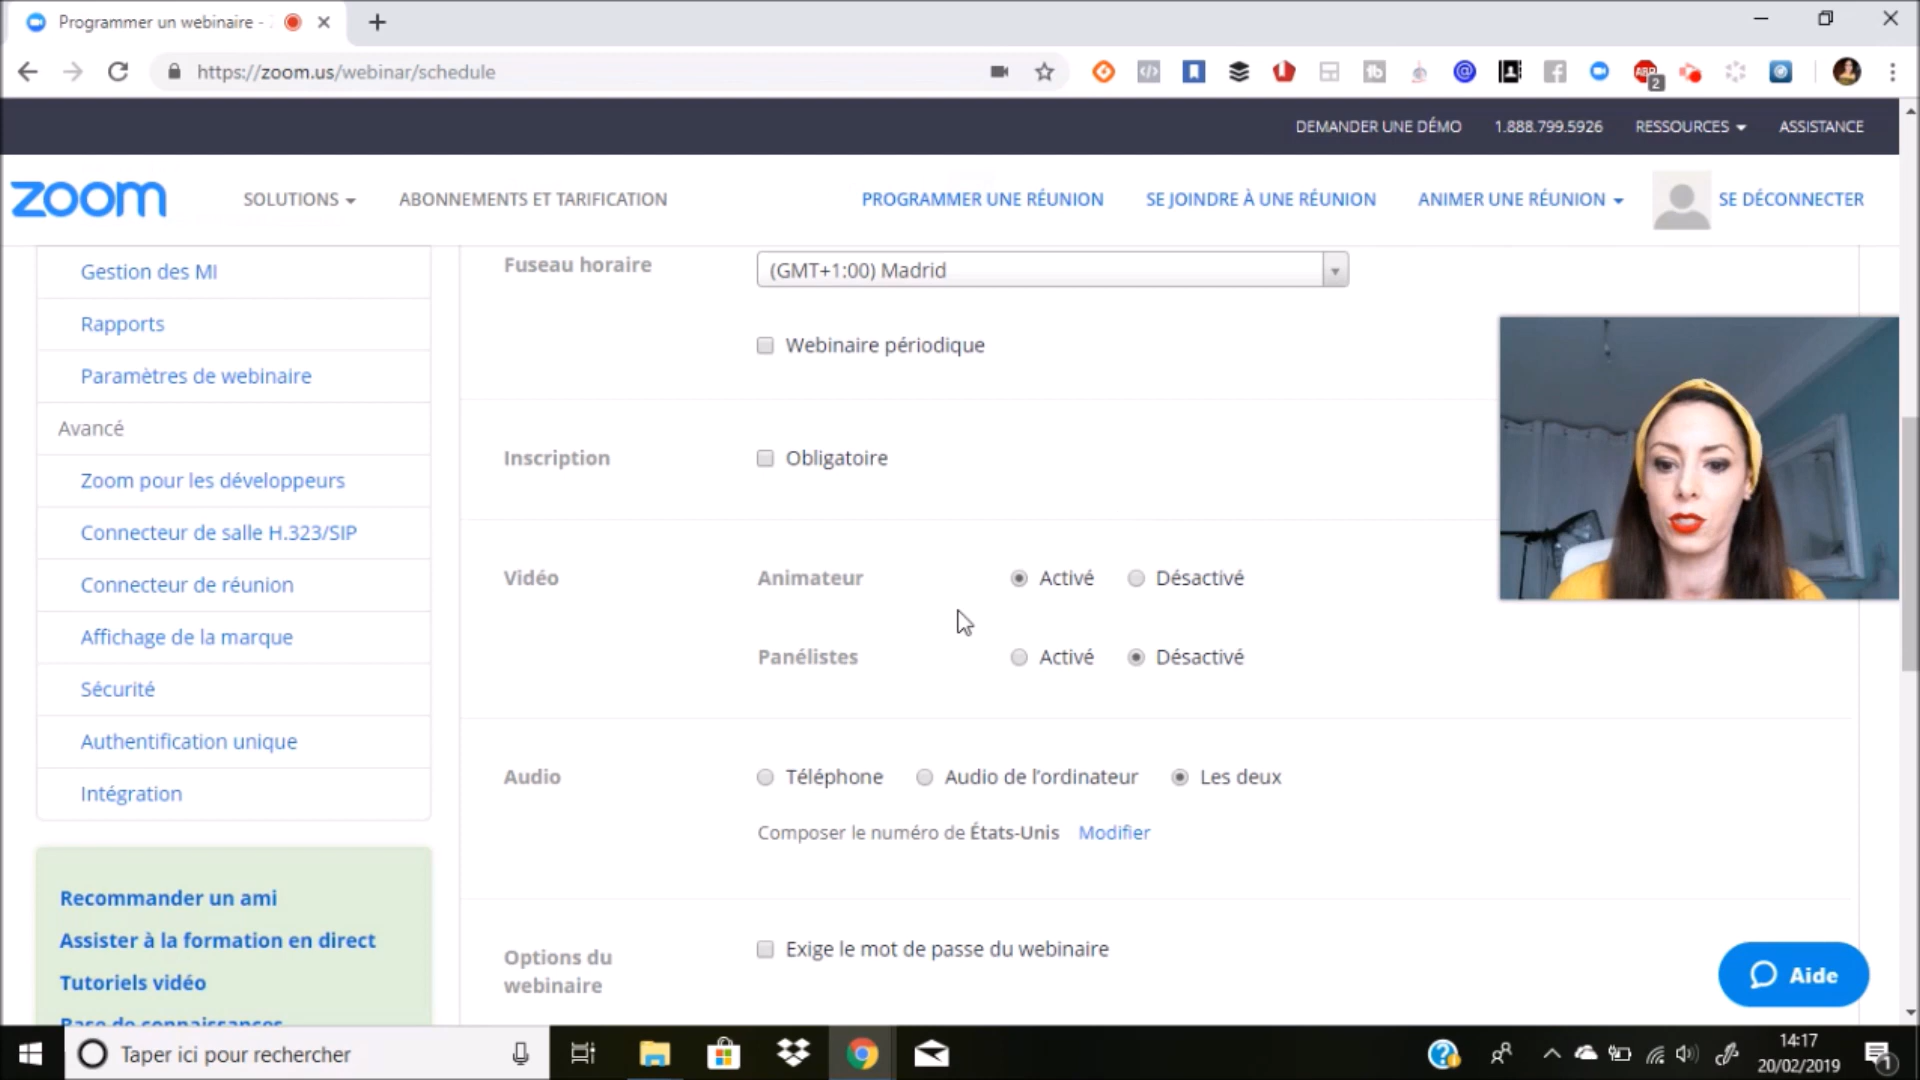 Programmer un webinaire -
https://zoom.us/webinar/schedule
2
DEMANDER UNE DÉMO 1.888.799.5926 RESSOURCES ASSISTANCE
zoom SOLUTIONS ABONNEMENTS ET TARIFICATION PROGRAMMER UNE RÉUNION SE JOINDRE À UNE RÉUNION ANIMER UNE RÉUNION SE DÉCONNECTER
Gestion des MI
Rapports
Paramètres de webinaire
Avancé
Zoom pour les développeurs
Connecteur de salle H.323/SIP
Connecteur de réunion
Affichage de la marque
Sécurité
Authentification unique
Intégration
Recommander un ami
Assister à la formation en direct
Tutoriels vidéo
Base de connaissances
Fuseau horaire (GMT+1:00) Madrid
Webinaire périodique
Inscription Obligatoire
Vidéo Animateur Activé Désactivé
Panélistes Activé Désactivé
Audio Téléphone Audio de l'ordinateur Les deux
Composer le numéro de États-Unis Modifier
Options du
webinaire
Exige le mot de passe du webinaire
Aide
Taper ici pour rechercher
14:17
20/02/2019
1